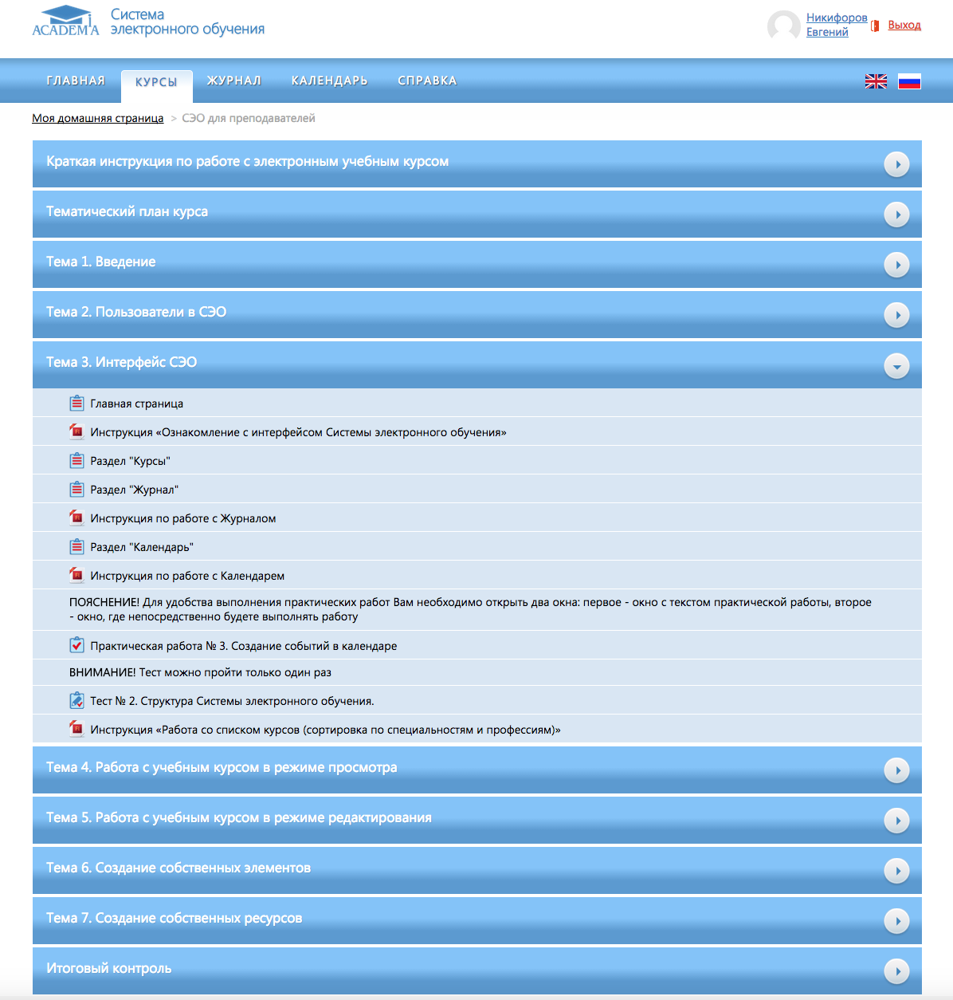 ACADEMiA
Система
электронного обучения
Никифоров
Евгений
Выход
ГЛАВНАЯ
КУРСЫ
ЖУРНАЛ
КАЛЕНДАРЬ
СПРАВКА
Моя домашняя страница > СЭО для преподавателей
Краткая инструкция по работе с электронным учебным курсом
Тематический план курса
Тема 1. Введение
Тема 2. Пользователи в СЭО
Тема 3. Интерфейс СЭО
Главная страница
Инструкция «Ознакомление с интерфейсом Системы электронного обучения»
Раздел "Курсы"
Раздел "Журнал"
Инструкция по работе с Журналом
Раздел "Календарь"
Инструкция по работе с Календарем
ПОЯСНЕНИЕ! Для удобства выполнения практических работ Вам необходимо открыть два окна: первое - окно с текстом практической работы, второе
- окно, где непосредственно будете выполнять работу
Практическая работа № 3. Создание событий в календаре
ВНИМАНИЕ! Тест можно пройти только один раз
Тест № 2. Структура Системы электронного обучения.
Инструкция «Работа со списком курсов (сортировка по специальностям и профессиям)»
Тема 4. Работа с учебным курсом в режиме просмотра
Тема 5. Работа с учебным курсом в режиме редактирования
Тема 6. Создание собственных элементов
Тема 7. Создание собственных ресурсов
Итоговый контроль